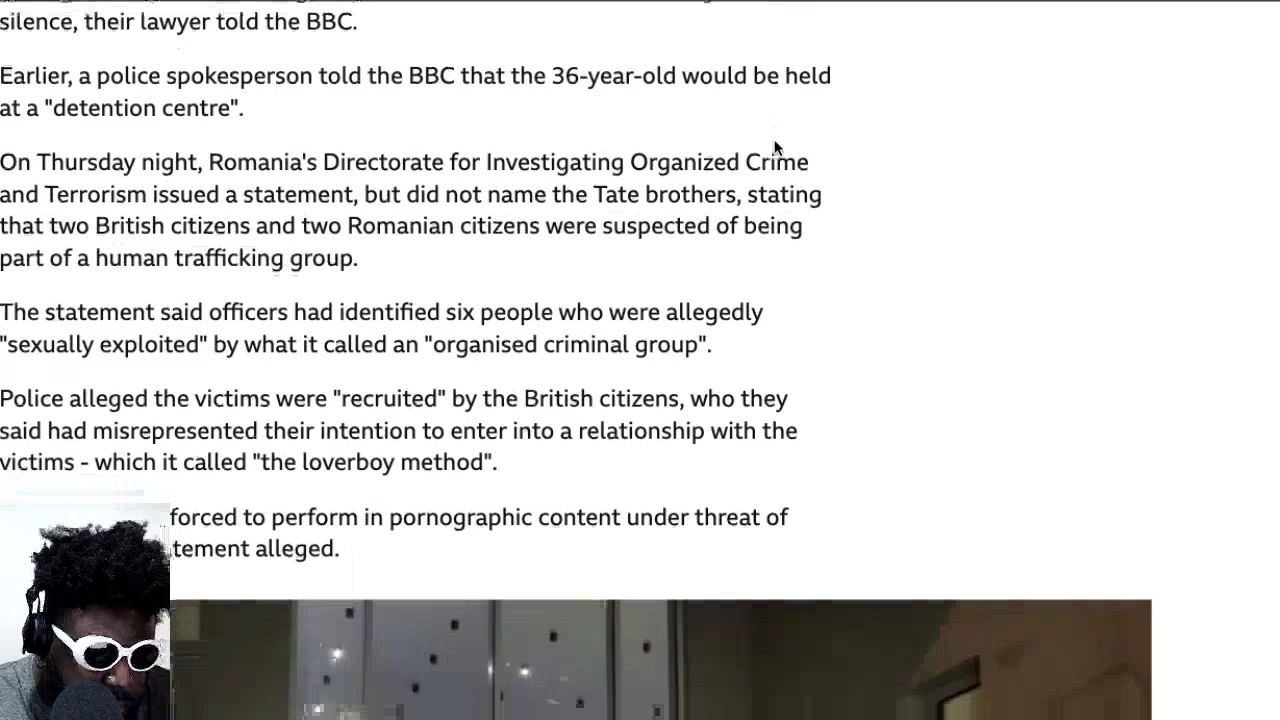 silence, their lawyer told the BBC.
Earlier, a police spokesperson told the BBC that the 36-year-old would be held
at a "detention centre".
On Thursday night, Romania's Directorate for Investigating Organized Crime
and Terrorism issued a statement, but did not name the Tate brothers, stating
that two British citizens and two Romanian citizens were suspected of being
part of a human trafficking group.
The statement said officers had identified six people who were allegedly
"sexually exploited" by what it called an "organised criminal group".
Police alleged the victims were "recruited" by the British citizens, who they
said had misrepresented their intention to enter into a relationship with the
victims - which it called "the loverboy method".
forced to perform in pornographic content under threat of
tement alleged.